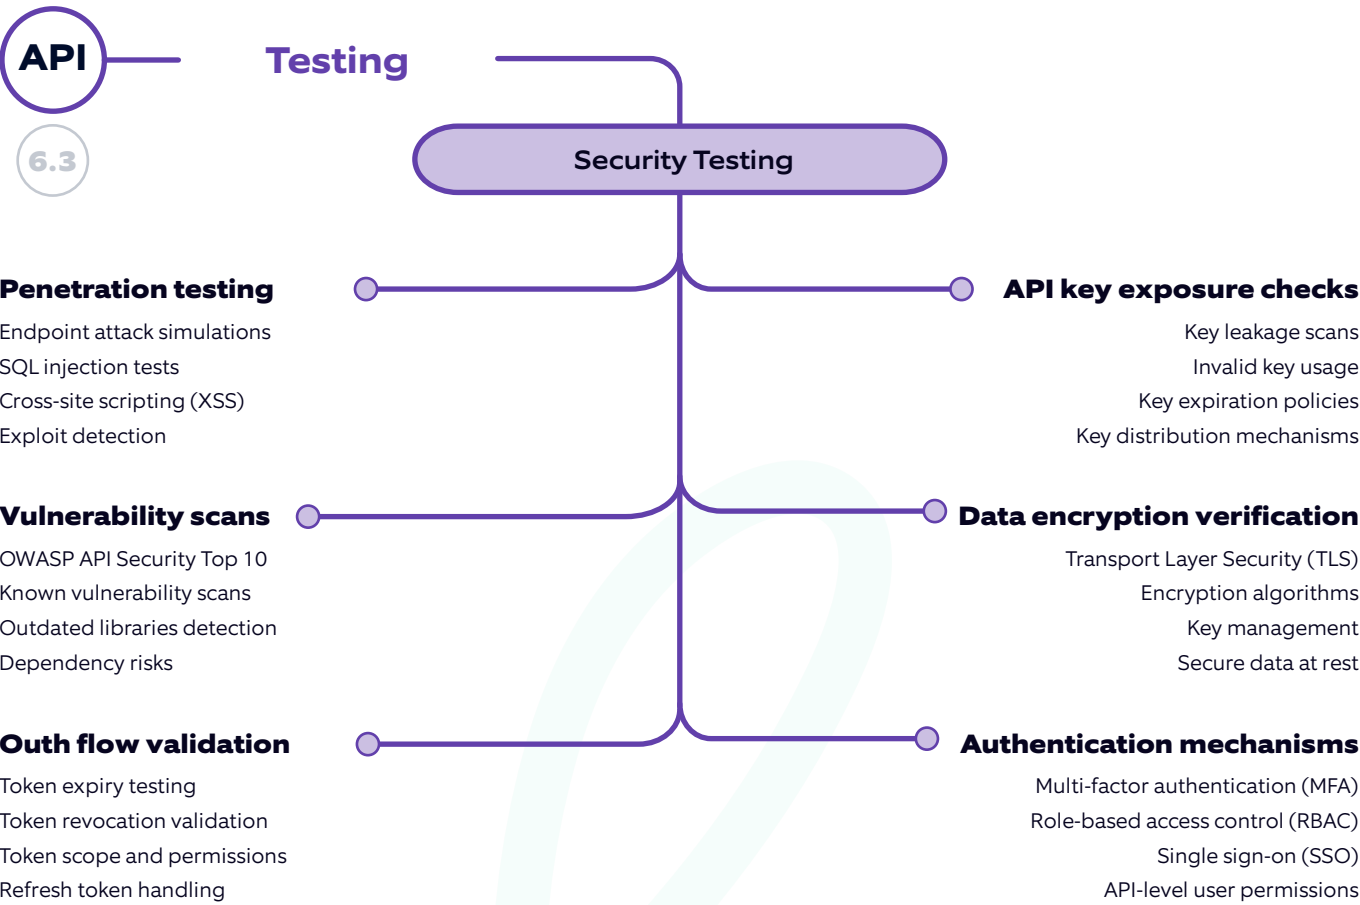 API
Testing
6.3
Security Testing
Penetration testing
Endpoint attack simulations
SQL injection tests
Cross-site scripting (XSS)
Exploit detection
API key exposure checks
Key leakage scans
Invalid key usage
Key expiration policies
Key distribution mechanisms
Vulnerability scans
OWASP API Security Top 10
Known vulnerability scans
Outdated libraries detection
Dependency risks
Data encryption verification
Transport Layer Security (TLS)
Encryption algorithms
Key management
Secure data at rest
Outh flow validation
Token expiry testing
Token revocation validation
Token scope and permissions
Refresh token handling
Authentication mechanisms
Multi-factor authentication (MFA)
Role-based access control (RBAC)
Single sign-on (SSO)
API-level user permissions